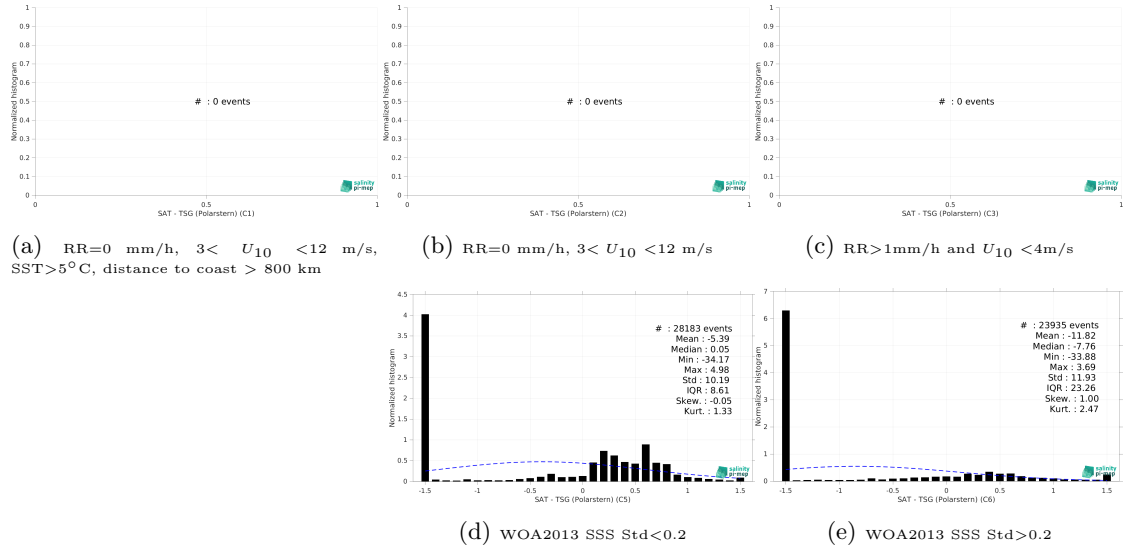 1
0.9
0.8
0.7
0.6
0.5
0.4
0.3
0.2
0.1
0
Normalized histogram
# : 0 events
salinity
pi-mep
0 0.5 1
SAT - TSG (Polarstern) (C1)
(a) RR=0 mm/h, 3< U10 <12 m/s,
SST>5°C, distance to coast > 800 km
1
0.9
0.8
0.7
0.6
0.5
0.4
0.3
0.2
0.1
0
Normalized histogram
# : 0 events
salinity
pi-mep
0 0.5 1
SAT - TSG (Polarstern) (C2)
(b) RR=0 mm/h, 3< U10 <12 m/s
1
0.9
0.8
0.7
0.6
0.5
0.4
0.3
0.2
0.1
0
Normalized histogram
# : 0 events
salinity
pi-mep
0 0.5 1
SAT - TSG (Polarstern) (C3)
(c) RR>1mm/h and U10 <4m/s
4.5
4
3.5
3
2.5
2
1.5
1
0.5
0
Normalized histogram
# : 28183 events
Mean : -5.39
Median : 0.05
Min : -34.17
Max : 4.98
Std : 10.19
IQR : 8.61
Skew. : -0.05
Kurt. : 1.33
salinity
pi-mep
-1.5 -1 -0.5 0 0.5 1 1.5
SAT - TSG (Polarstern) (C5)
(d) WOA2013 SSS Std<0.2
7
6
5
4
3
2
1
0
Normalized histogram
# : 23935 events
Mean : -11.82
Median : -7.76
Min : -33.88
Max : 3.69
Std : 11.93
IQR : 23.26
Skew. : 1.00
Kurt. : 2.47
salinity
pi-mep
-1.5 -1 -0.5 0 0.5 1 1.5
SAT - TSG (Polarstern) (C6)
(e) WOA2013 SSS Std>0.2